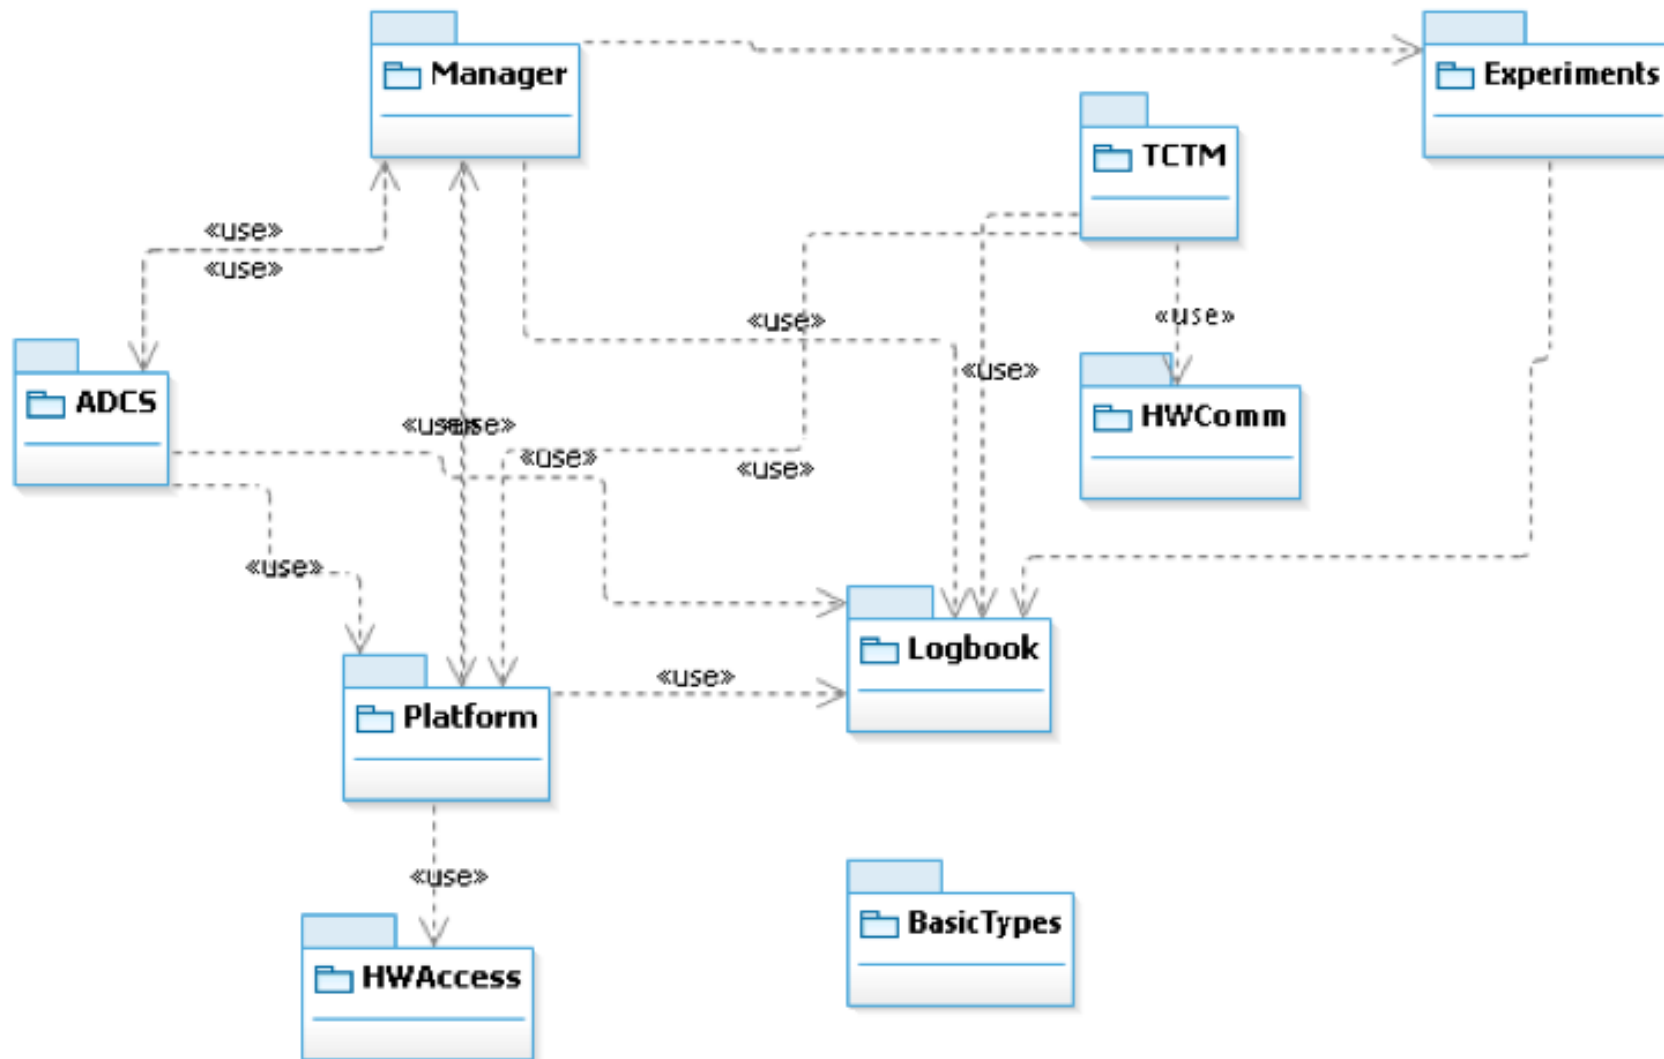 Manager
Experiments
TCTM
«use»
«use»
«use»
«use»
«use»
ADCS
HWComm
«use»
«use»
«use»
«use»
«use»
Logbook
«use»
Platform
«use»
BasicTypes
HWAccess